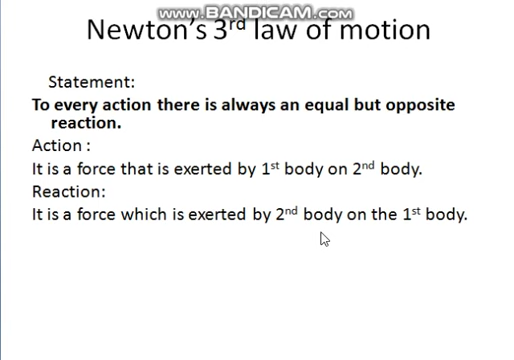 www.BANDICAM.com
Newton's 3rd law of motion
Statement:
To every action there is always an equal but opposite
reaction.
Action :
It is a force that is exerted by 1st body on 2nd body.
Reaction:
It is a force which is exerted by 2nd body on the 1st body.